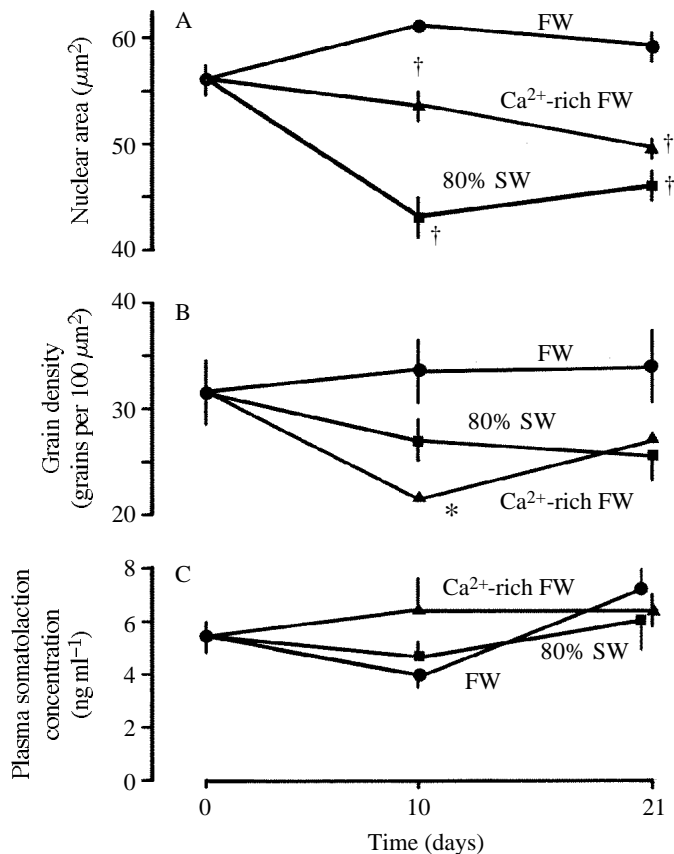 A
FW
†
Ca²⁺-rich FW
†
80% SW
†
†
60
50
40
Nuclear area (μm²)
B
FW
80% SW
Ca²⁺-rich FW
*
40
30
20
Grain density
(grains per 100 μm²)
C
Ca²⁺-rich FW
80% SW
FW
8
6
4
2
0
Plasma somatolaction
concentration
(ng ml⁻¹)
0 10 21
Time (days)